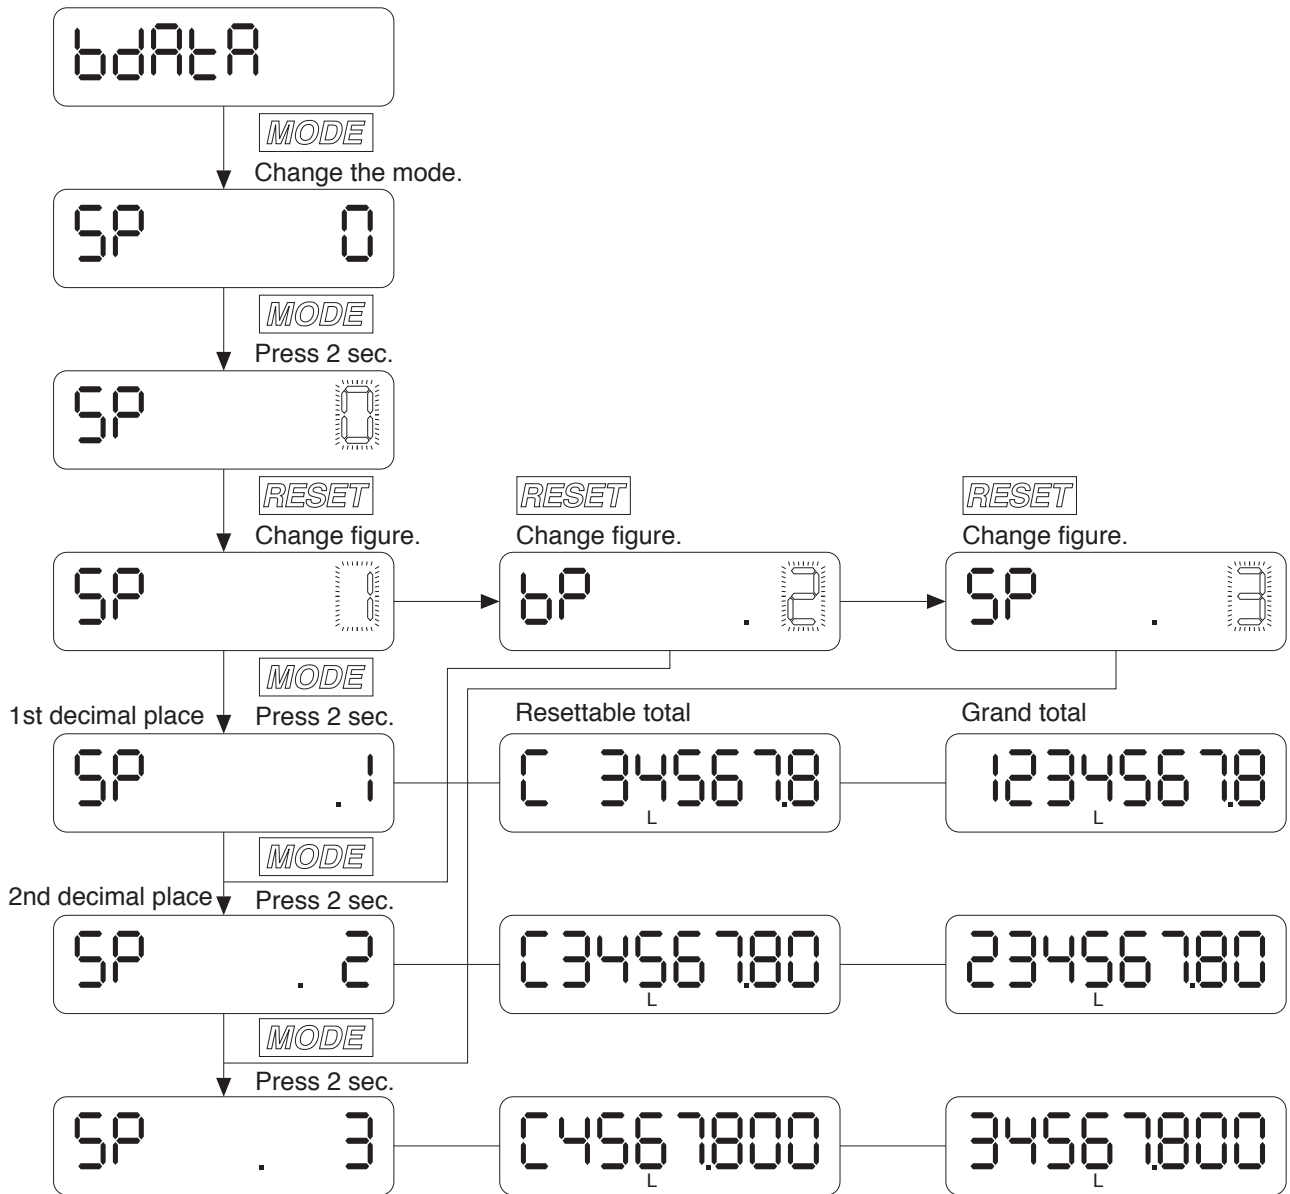 bdAtA
MODE
Change the mode.
SP 0
MODE
Press 2 sec.
SP 0
RESET
Change figure.
RESET
Change figure.
RESET
Change figure.
SP 1
bP . 2
SP . 3
MODE
1st decimal place
Press 2 sec.
Resettable total
Grand total
SP .1
C 34567.8
L
1234567.8
L
MODE
2nd decimal place
Press 2 sec.
SP . 2
C34567.80
L
234567.80
L
MODE
Press 2 sec.
SP . 3
C4567.800
L
34567.800
L